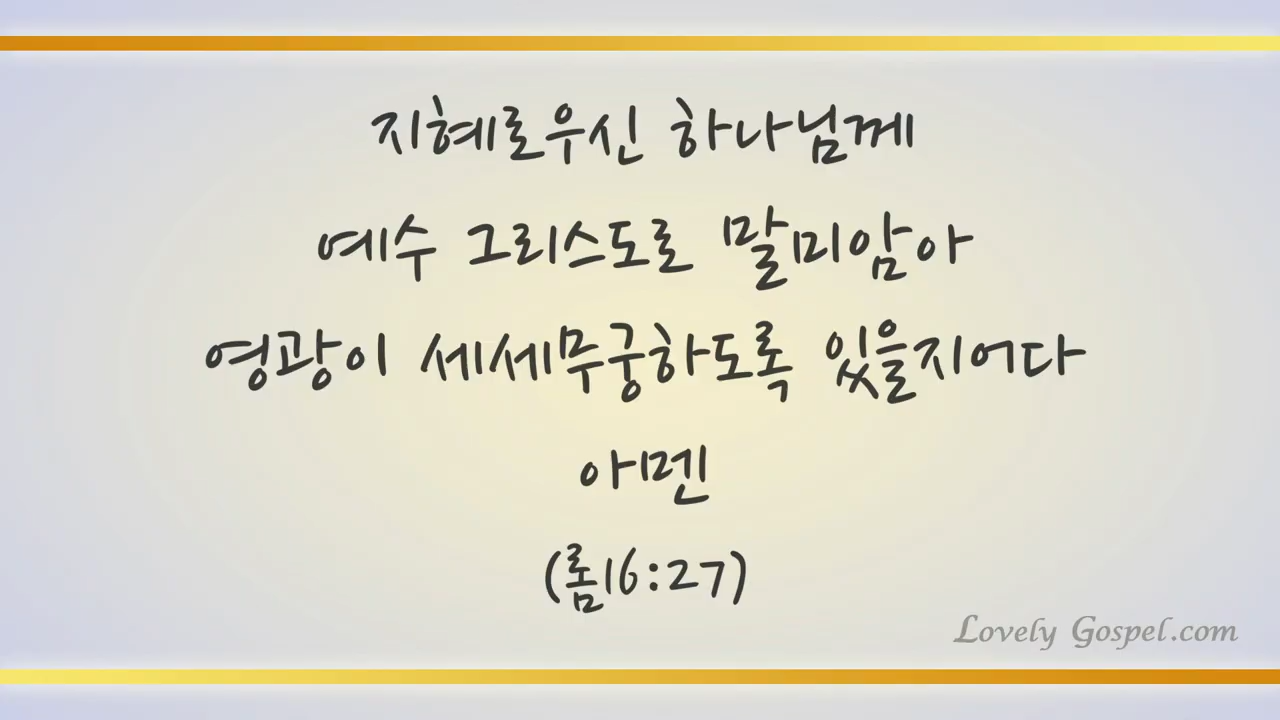 지혜로우신 하나님께
예수 그리스도로 말미암아
영광이 세세무궁하도록 있을지어다
아멘
(롬16:27)
Lovely Gospel.com